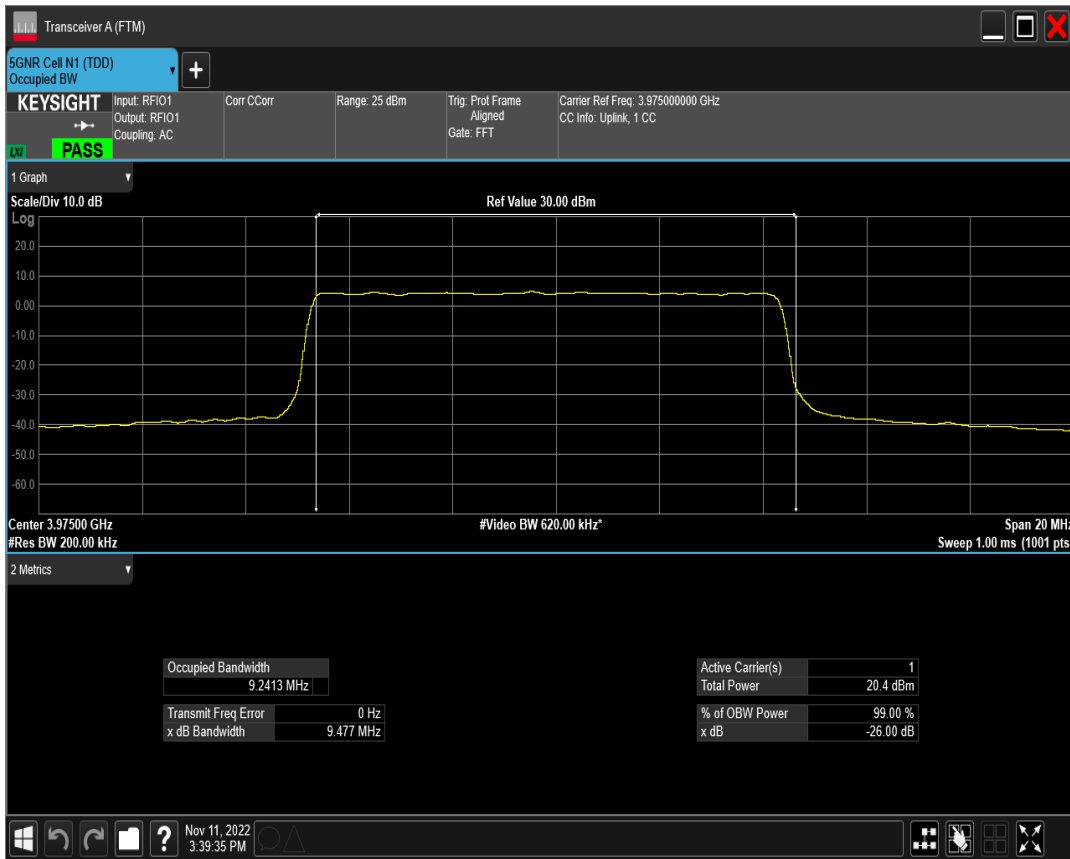 Transceiver A (FTM)
5GNR Cell N1 (TDD)
Occupied BW
+
KEYSIGHT
Input: RFIO1
Output: RFIO1
Coupling: AC
Corr CCorr
Range: 25 dBm
Trig: Prot Frame
Aligned
Gate: FFT
Carrier Ref Freq: 3.975000000 GHz
CC Info: Uplink, 1 CC
LXI
PASS
1 Graph
Scale/Div 10.0 dB
Ref Value 30.00 dBm
Log
20.0
10.0
0.00
-10.0
-20.0
-30.0
-40.0
-50.0
-60.0
Center 3.97500 GHz
#Video BW 620.00 kHz*
Span 20 MHz
#Res BW 200.00 kHz
Sweep 1.00 ms (1001 pts
2 Metrics
Occupied Bandwidth
9.2413 MHz
Transmit Freq Error 0 Hz
x dB Bandwidth 9.477 MHz
Active Carrier(s) 1
Total Power 20.4 dBm
% of OBW Power 99.00 %
x dB -26.00 dB
?
Nov 11, 2022
3:39:35 PM